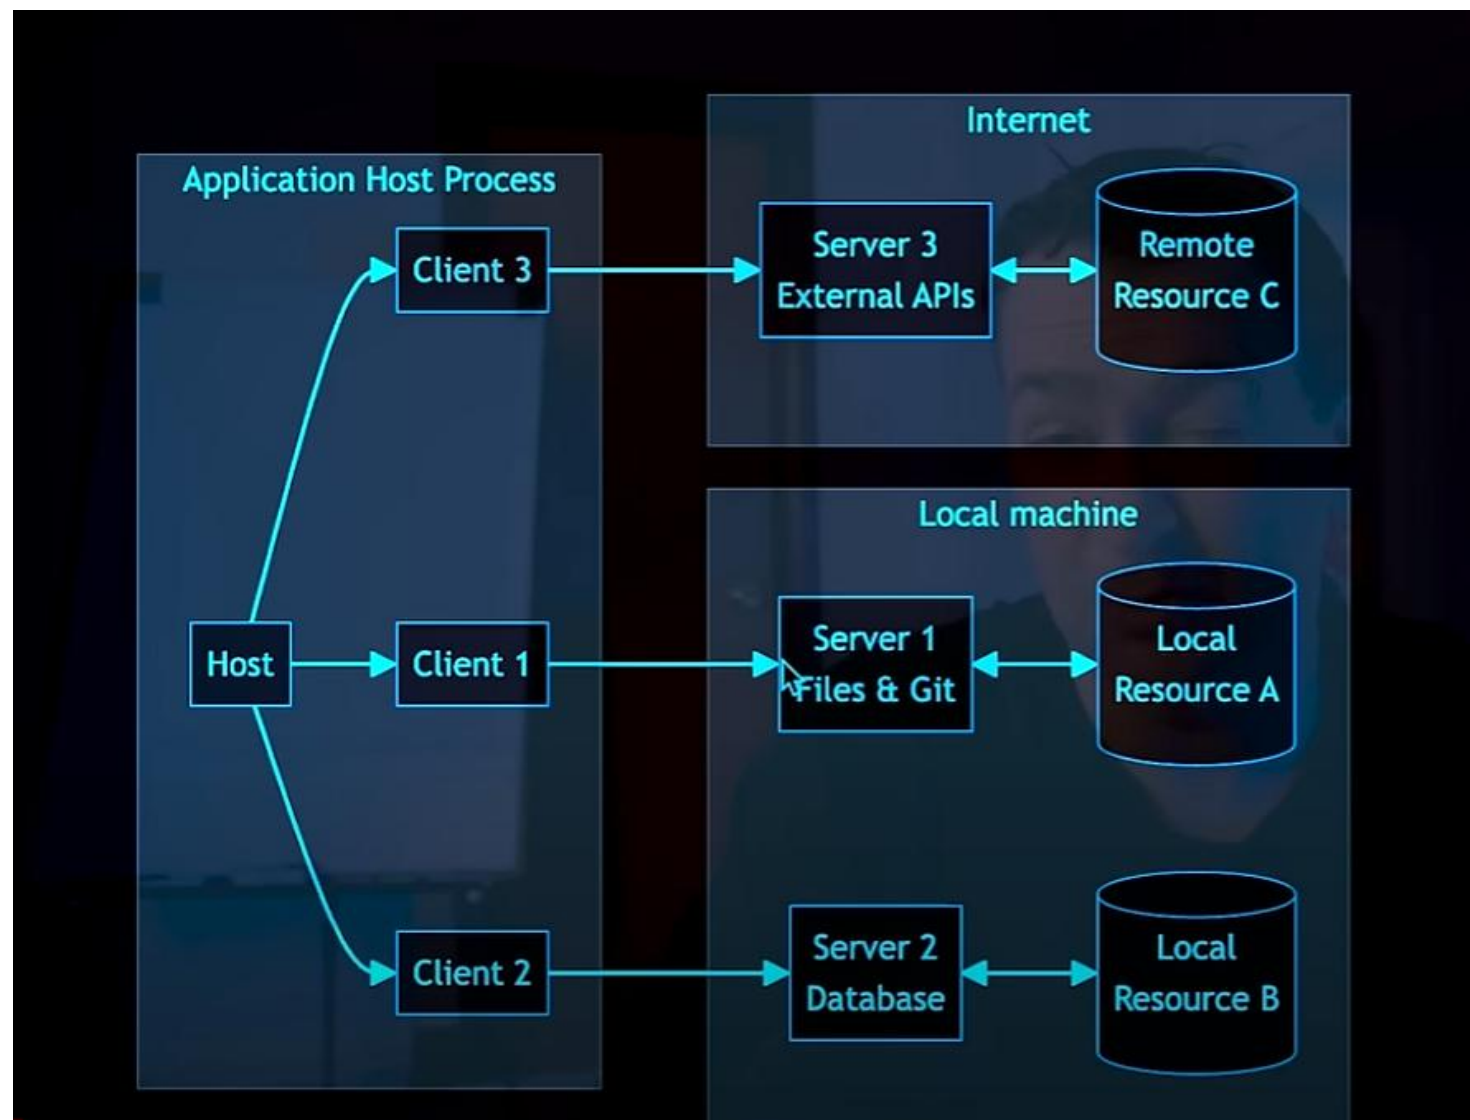 Internet
Application Host Process
Client 3
Server 3
External APIs
Remote
Resource C
Local machine
Host
Client 1
Server 1
Files & Git
Local
Resource A
Client 2
Server 2
Database
Local
Resource B